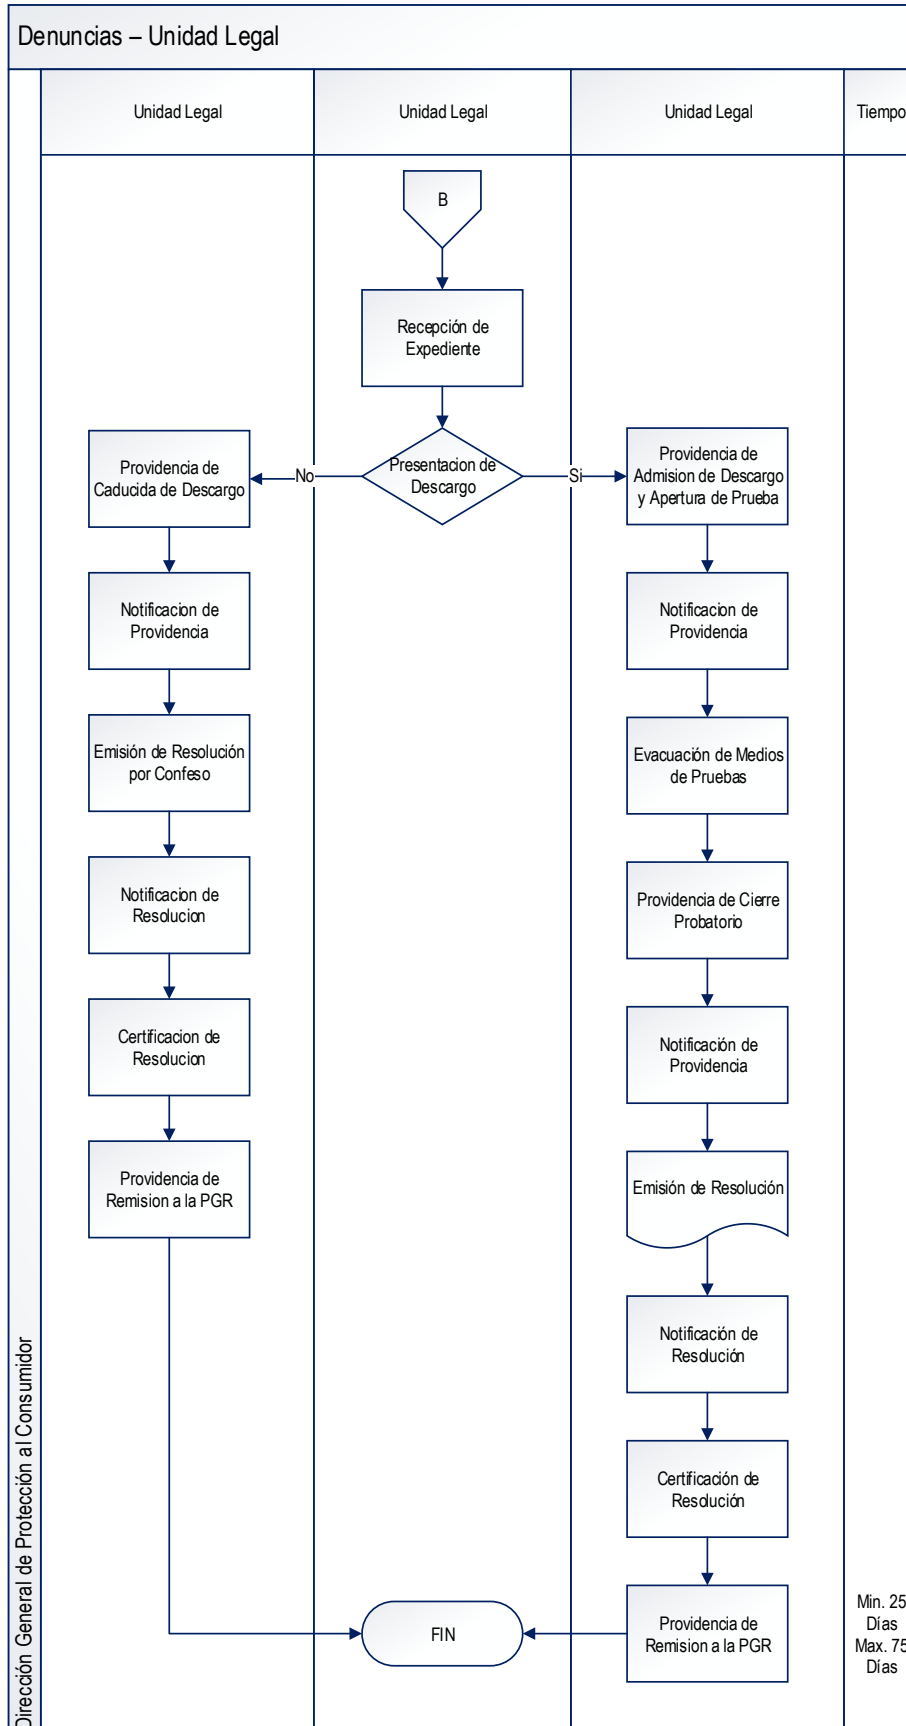 Denuncias – Unidad Legal
Unidad Legal
Unidad Legal
Unidad Legal
Tiempo
B
Recepción de
Expediente
Presentacion de
Descargo
No
Si
Providencia de
Caducida de Descargo
Notificacion de
Providencia
Emisión de Resolución
por Confeso
Notificacion de
Resolucion
Certificacion de
Resolucion
Providencia de
Remision a la PGR
Providencia de
Admision de Descargo
y Apertura de Prueba
Notificacion de
Providencia
Evacuación de Medios
de Pruebas
Providencia de Cierre
Probatorio
Notificación de
Providencia
Emisión de Resolución
Notificación de
Resolución
Certificación de
Resolución
Providencia de
Remision a la PGR
FIN
Min. 25
Días
Max. 75
Días
Dirección General de Protección al Consumidor